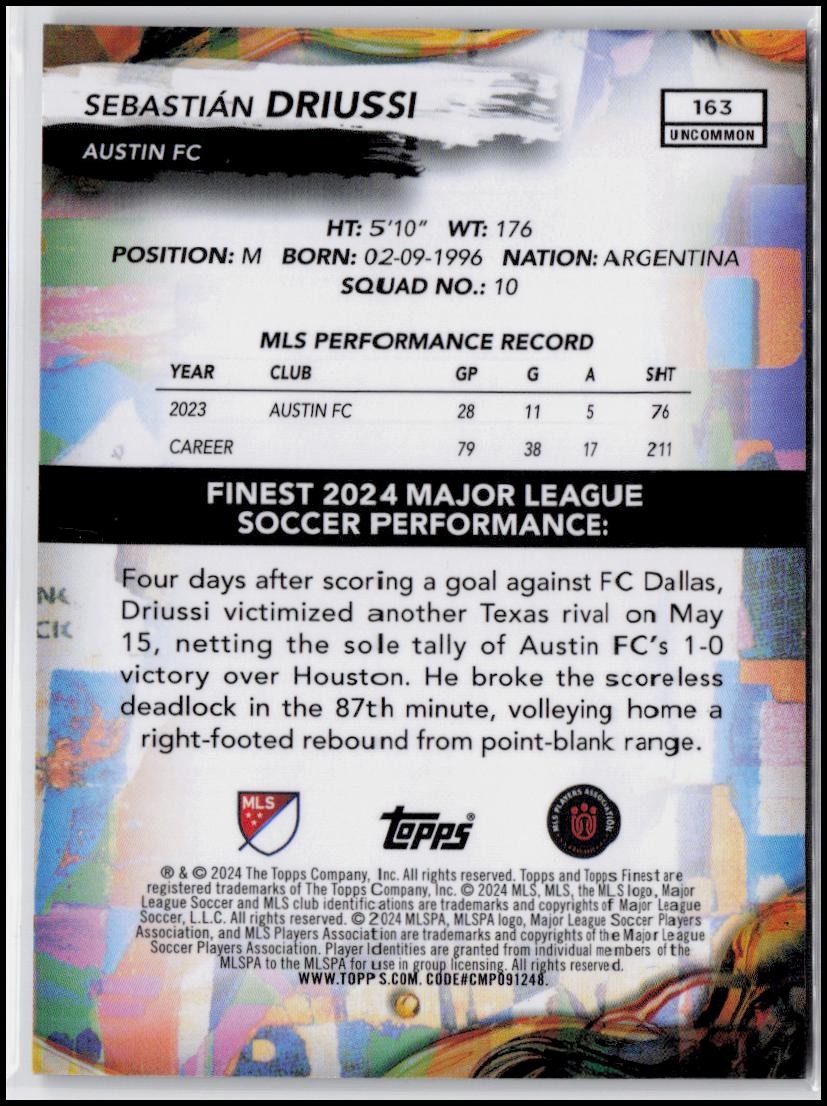 SEBASTIÁN DRIUSSI
AUSTIN FC
163
UNCOMMON
HT: 5'10" WT: 176
POSITION: M BORN: 02-09-1996 NATION: ARGENTINA
SQUAD NO.: 10
MLS PERFORMANCE RECORD
YEAR CLUB GP G A SHT
2023 AUSTIN FC 28 11 5 76
CAREER 79 38 17 211
FINEST 2024 MAJOR LEAGUE
SOCCER PERFORMANCE:
Four days after scoring a goal against FC Dallas,
Driussi victimized another Texas rival on May
15, netting the sole tally of Austin FC's 1-0
victory over Houston. He broke the scoreless
deadlock in the 87th minute, volleying home a
right-footed rebound from point-blank range.
MLS
Topps®
MLS PLAYERS ASSOCIATION
® & © 2024 The Topps Company, Inc. All rights reserved. Topps and Topps Finest are
registered trademarks of The Topps Company, Inc. © 2024 MLS, MLS, the MLS logo, Major
League Soccer and MLS club identifications are trademarks and copyrights of Major League
Soccer, L.L.C. All rights reserved. © 2024 MLSPA, MLSPA logo, Major League Soccer Players
Association, and MLS Players Association are trademarks and copyrights of the Major League
Soccer Players Association. Player Identities are granted from individual members of the
MLSPA to the MLSPA for use in group licensing. All rights reserved.
WWW.TOPPS.COM. CODE#CMP091248.